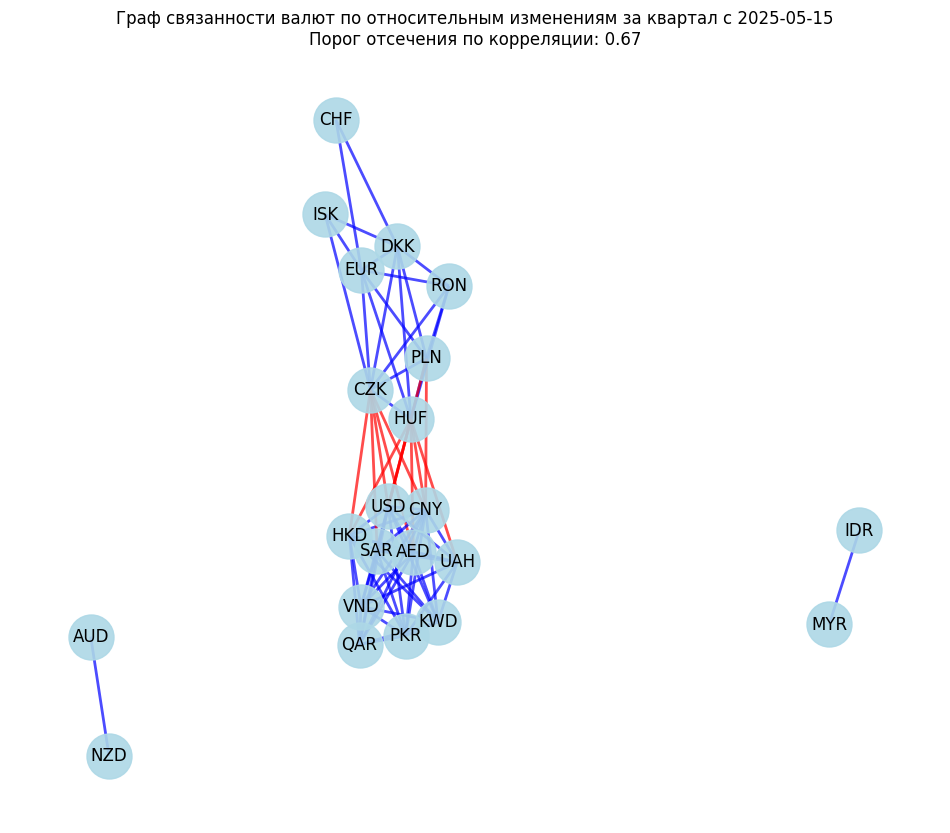 Граф связанности валют по относительным изменениям за квартал с 2025-05-15
Порог отсечения по корреляции: 0.67
CHF
ISK
DKK
EUR
RON
PLN
CZK
HUF
USD
CNY
HKD
SAR
AED
UAH
IDR
VND
KWD
MYR
PKR
AUD
QAR
NZD